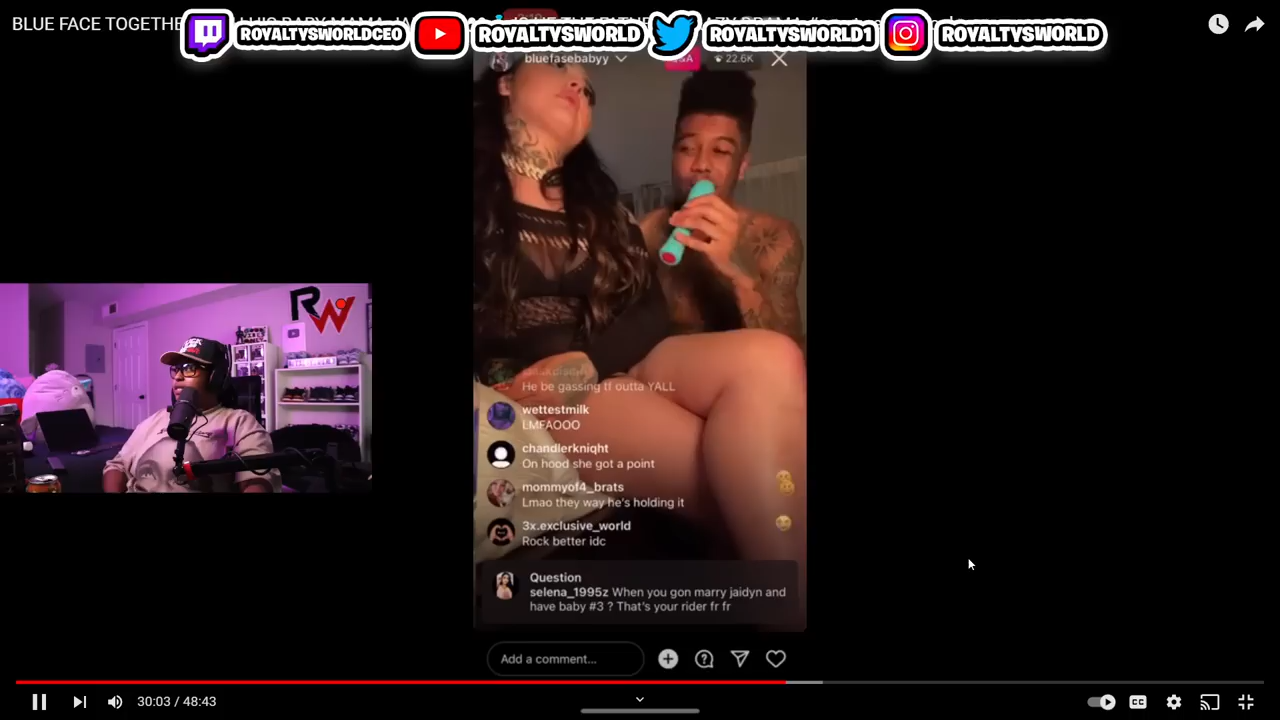 BLUE FACE TOGETHE
ROYALTYSWORLDCEO
ROYALTYSWORLD
ROYALTYSWORLD1
ROYALTYSWORLD
bluefasebabyy
22.6K
RW
He be gassing tf outta YALL
wettestmilk
LMFAOOO
chandlerkniqht
On hood she got a point
mommyof4_brats
Lmao they way he's holding it
3x.exclusive_world
Rock better idc
Question
selena_1995z When you gon marry jaidyn and
have baby #3 ? That's your rider fr fr
Add a comment...
30:03 / 48:43
CC